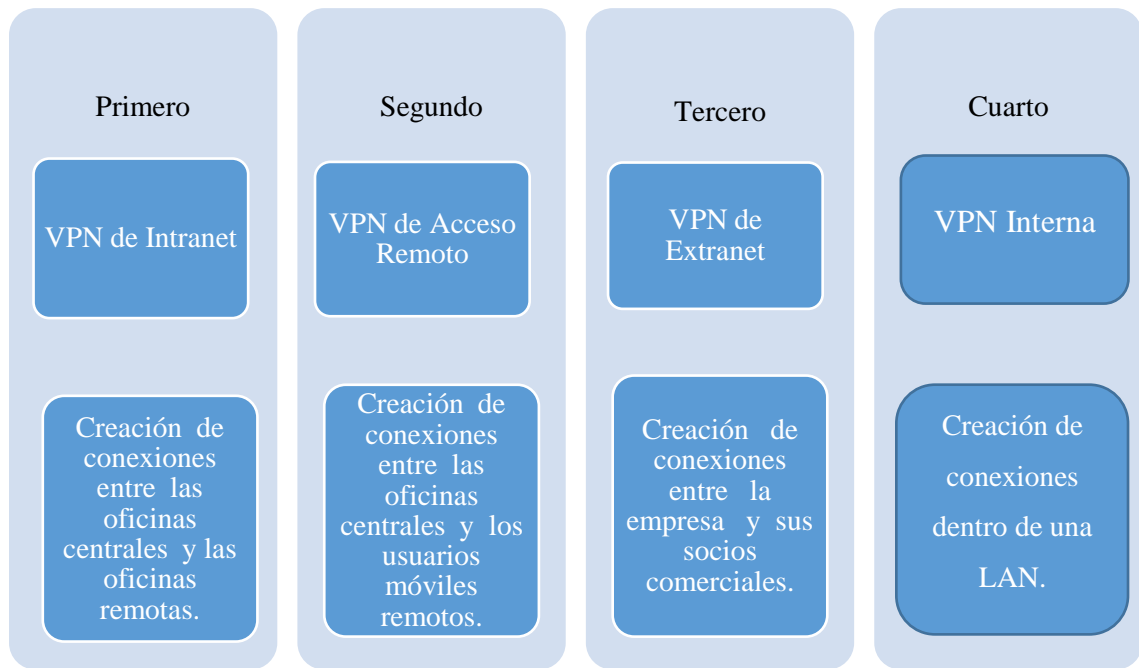 Primero
VPN de Intranet
Creación de
conexiones
entre las
oficinas
centrales y las
oficinas
remotas.
Segundo
VPN de Acceso
Remoto
Creación de
conexiones
entre las
oficinas
centrales y los
usuarios
móviles
remotos.
Tercero
VPN de
Extranet
Creación de
conexiones
entre la
empresa y sus
socios
comerciales.
Cuarto
VPN Interna
Creación de
conexiones
dentro de una
LAN.